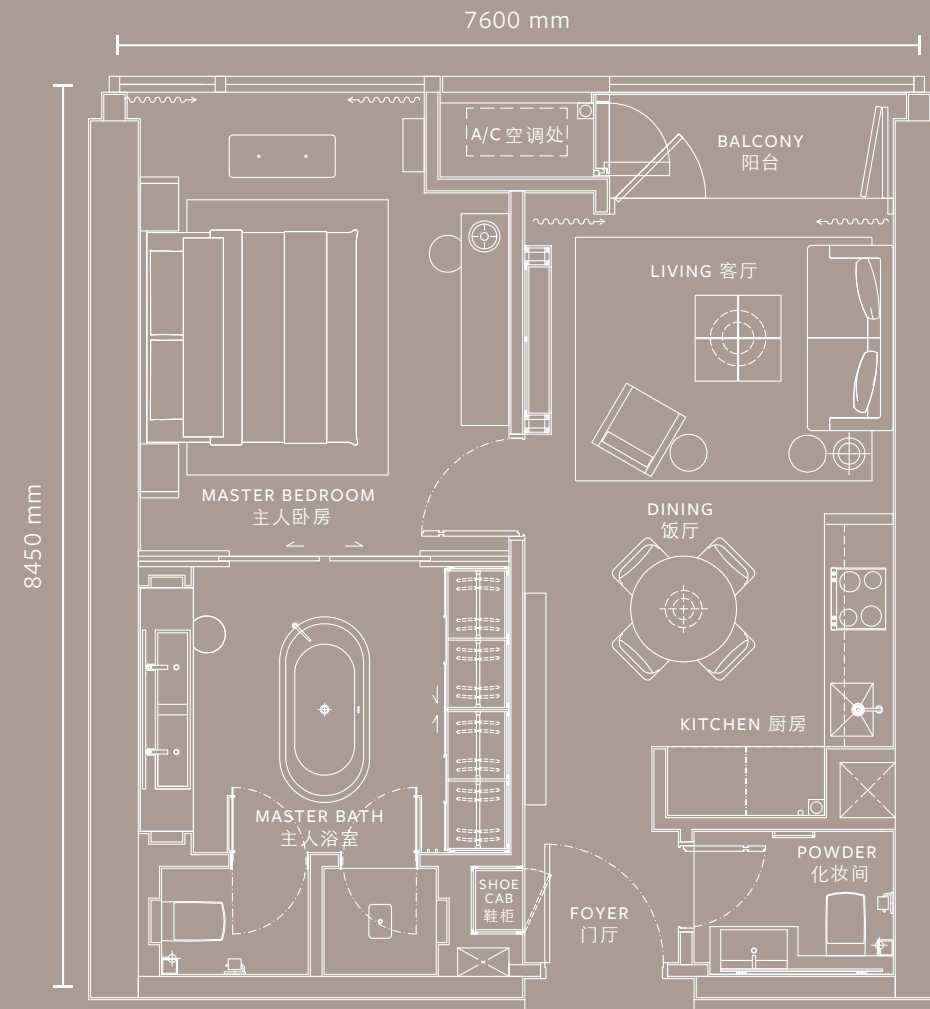 7600 mm
A/C 空调处
BALCONY
阳台
LIVING 客厅
8450 mm
MASTER BEDROOM
主人卧房
DINING
饭厅
KITCHEN 厨房
MASTER BATH
主人浴室
POWDER
化妆间
SHOE
CAB
鞋柜
FOYER
门厅